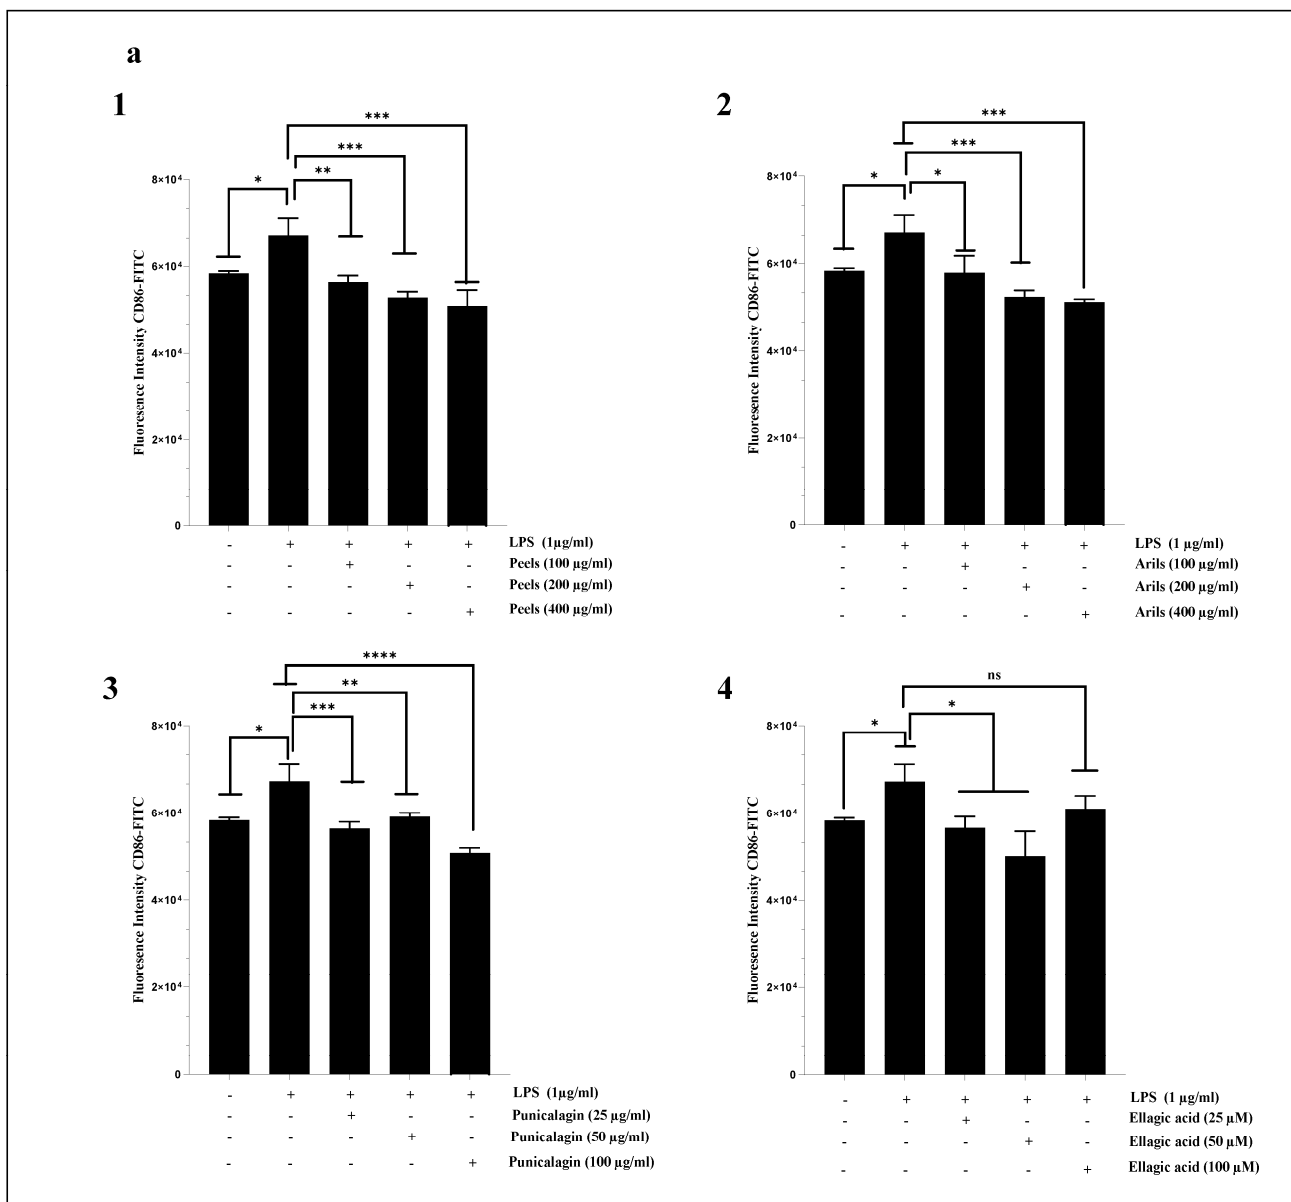 a
1
***
***
**
*
8×10⁴
6×10⁴
4×10⁴
2×10⁴
0
Fluoresence Intensity CD86-FITC
- + + + + LPS (1µg/ml)
- - + - - Peels (100 µg/ml)
- - - + - Peels (200 µg/ml)
- - - - + Peels (400 µg/ml)
2
***
***
*
*
8×10⁴
6×10⁴
4×10⁴
2×10⁴
0
Fluoresence Intensity CD86-FITC
- + + + + LPS (1 µg/ml)
- - + - - Arils (100 µg/ml)
- - - + - Arils (200 µg/ml)
- - - - + Arils (400 µg/ml)
3
****
**
***
*
8×10⁴
6×10⁴
4×10⁴
2×10⁴
0
Fluoresence Intensity CD86-FITC
- + + + + LPS (1µg/ml)
- - + - - Punicalagin (25 µg/ml)
- - - + - Punicalagin (50 µg/ml)
- - - - + Punicalagin (100 µg/ml)
4
ns
*
*
8×10⁴
6×10⁴
4×10⁴
2×10⁴
0
Fluoresence Intensity CD86-FITC
- + + + + LPS (1 µg/ml)
- - + - - Ellagic acid (25 µM)
- - - + - Ellagic acid (50 µM)
- - - - + Ellagic acid (100 µM)